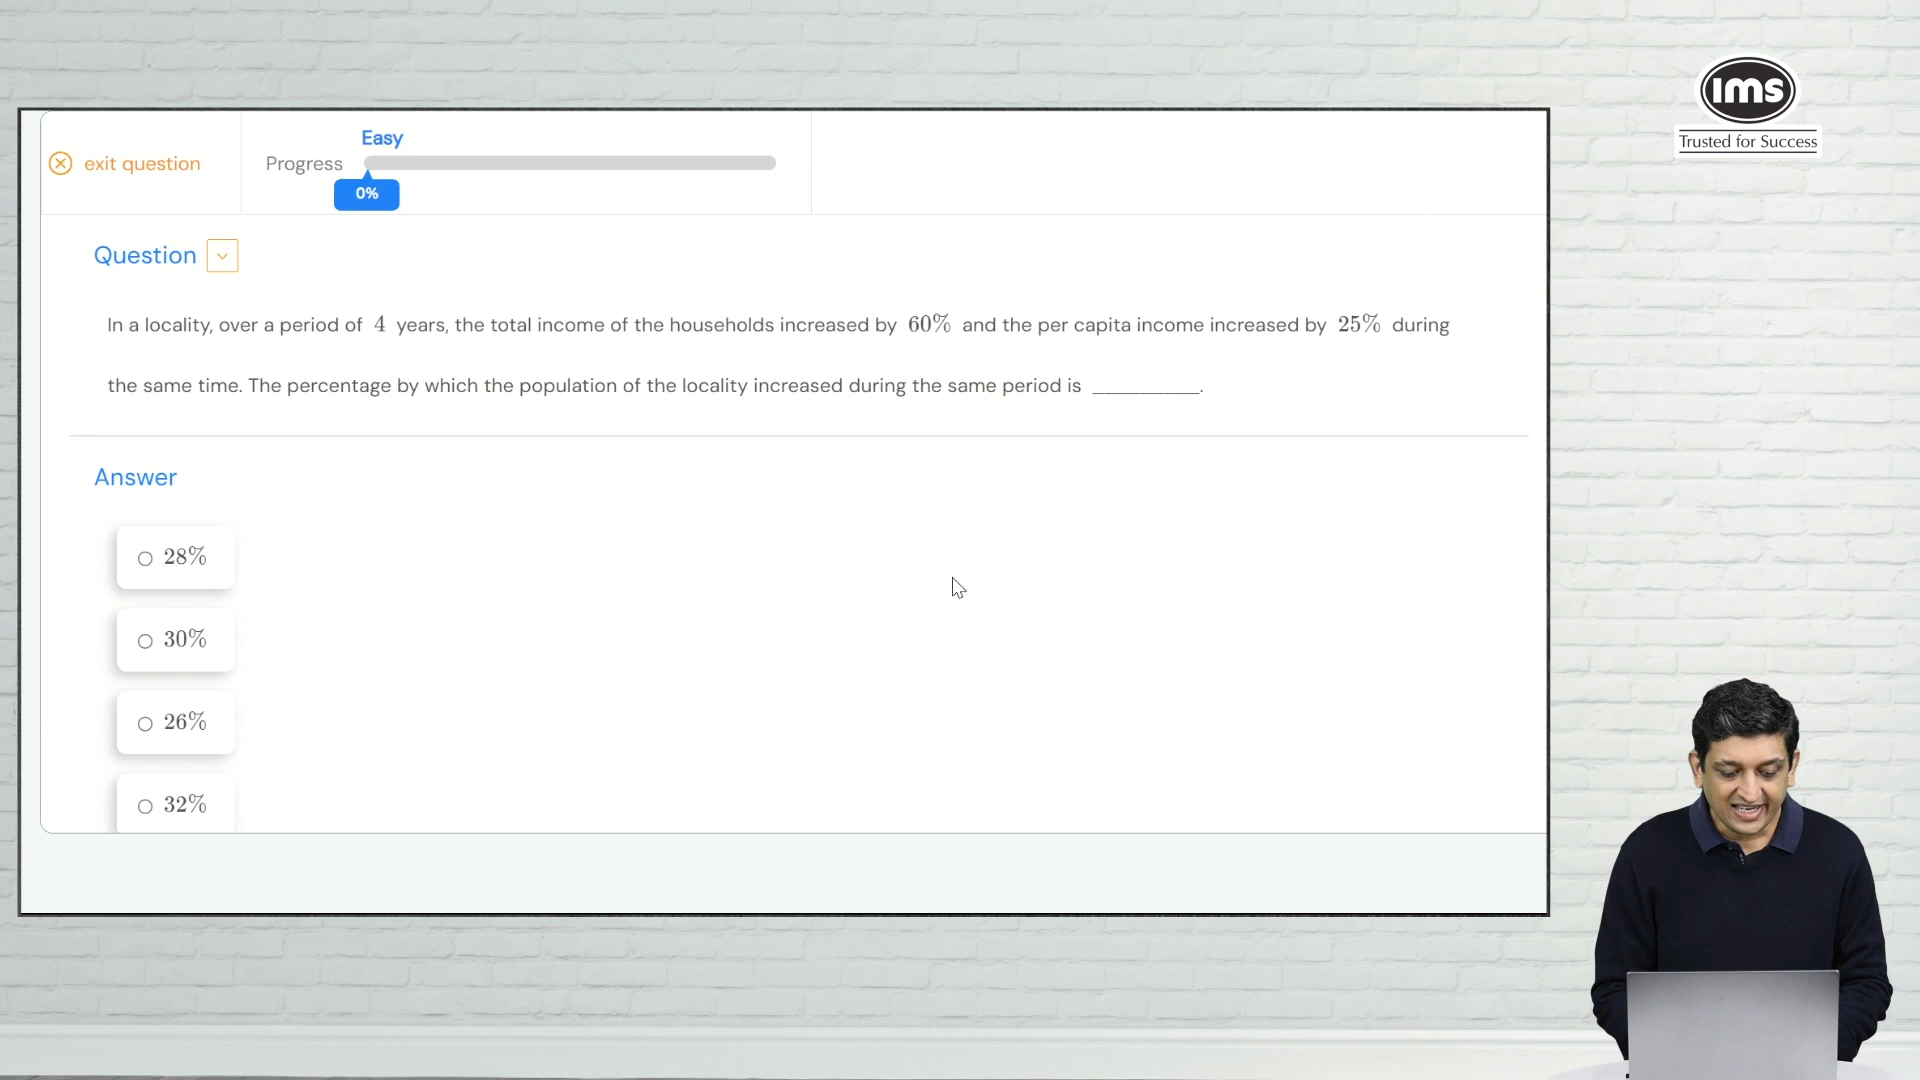 ims
Trusted for Success
exit question
Progress
Easy
0%
Question
In a locality, over a period of 4 years, the total income of the households increased by 60% and the per capita income increased by 25% during
the same time. The percentage by which the population of the locality increased during the same period is __________.
Answer
28%
30%
26%
32%